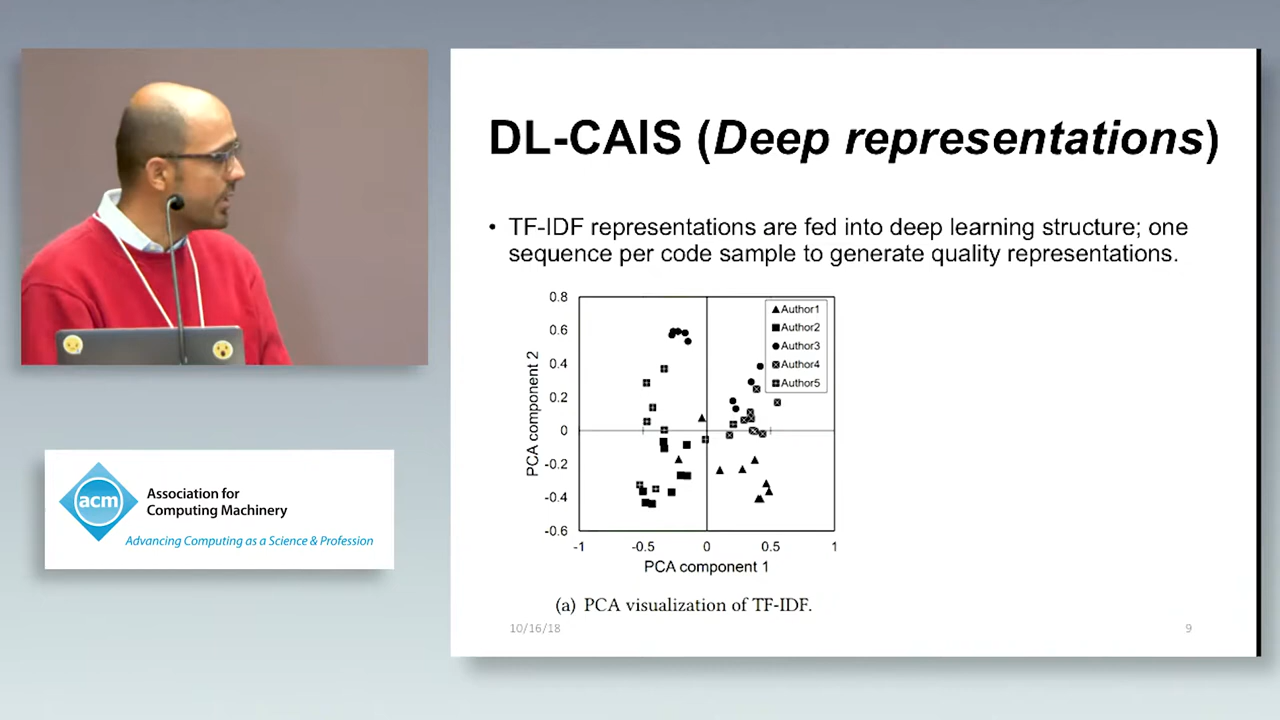 DL-CAIS (Deep representations)
• TF-IDF representations are fed into deep learning structure; one
sequence per code sample to generate quality representations.
0.8
0.6
0.4
0.2
0
-0.2
-0.4
-0.6
PCA component 2
Author1
Author2
Author3
Author4
Author5
-1 -0.5 0 0.5 1
PCA component 1
(a) PCA visualization of TF-IDF.
10/16/18 9
acm
Association for
Computing Machinery
Advancing Computing as a Science & Profession